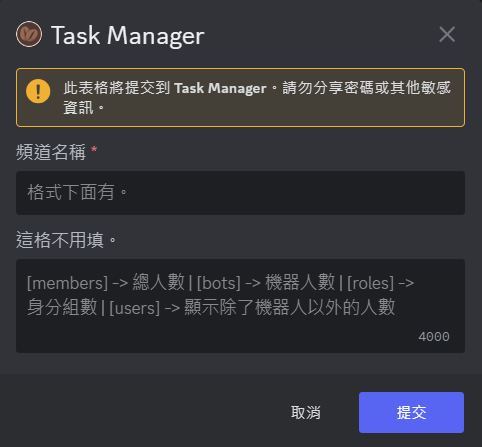 Task Manager
此表格將提交到 Task Manager。請勿分享密碼或其他敏感
資訊。
頻道名稱 *
格式下面有。
這格不用填。
[members] -> 總人數 | [bots] -> 機器人數 | [roles] ->
身分組數 | [users] -> 顯示除了機器人以外的人數
4000
取消
提交